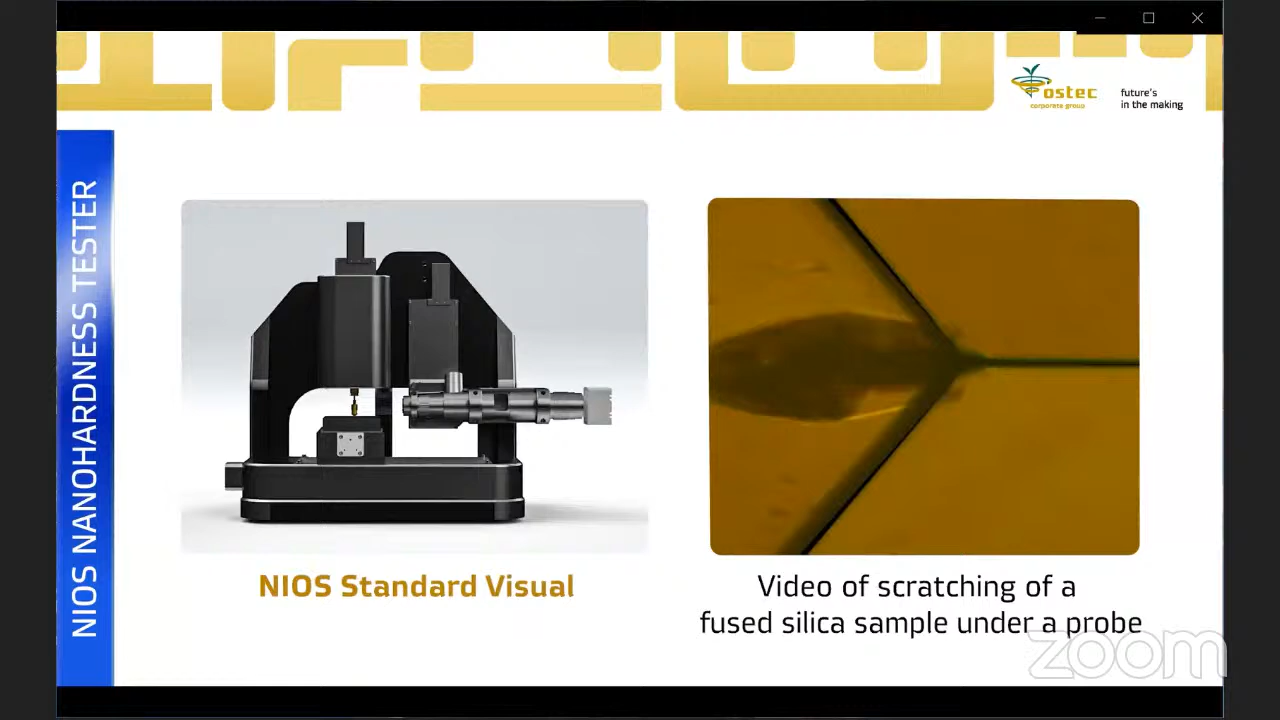 ostec
corporate group
future's
in the making
NIOS NANOHARDNESS TESTER
NIOS Standard Visual
Video of scratching of a
fused silica sample under a probe
zoom